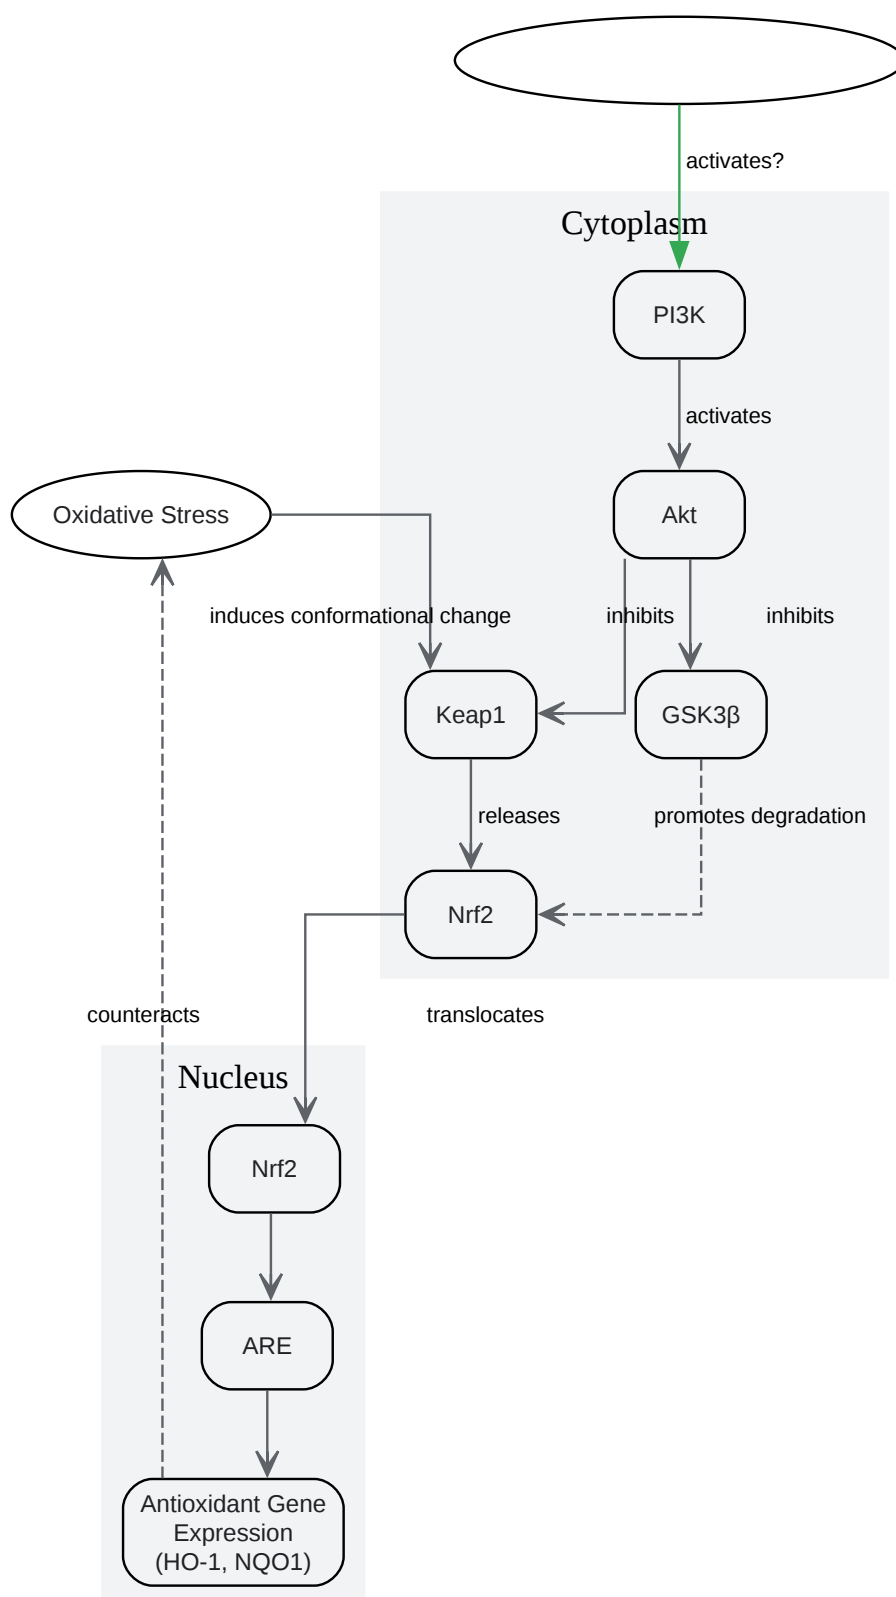 activates?
Cytoplasm
PI3K
activates
Oxidative Stress
Akt
induces conformational change
inhibits
inhibits
Keap1
GSK3β
releases
promotes degradation
Nrf2
counteracts
translocates
Nucleus
Nrf2
ARE
Antioxidant Gene
Expression
(HO-1, NQO1)